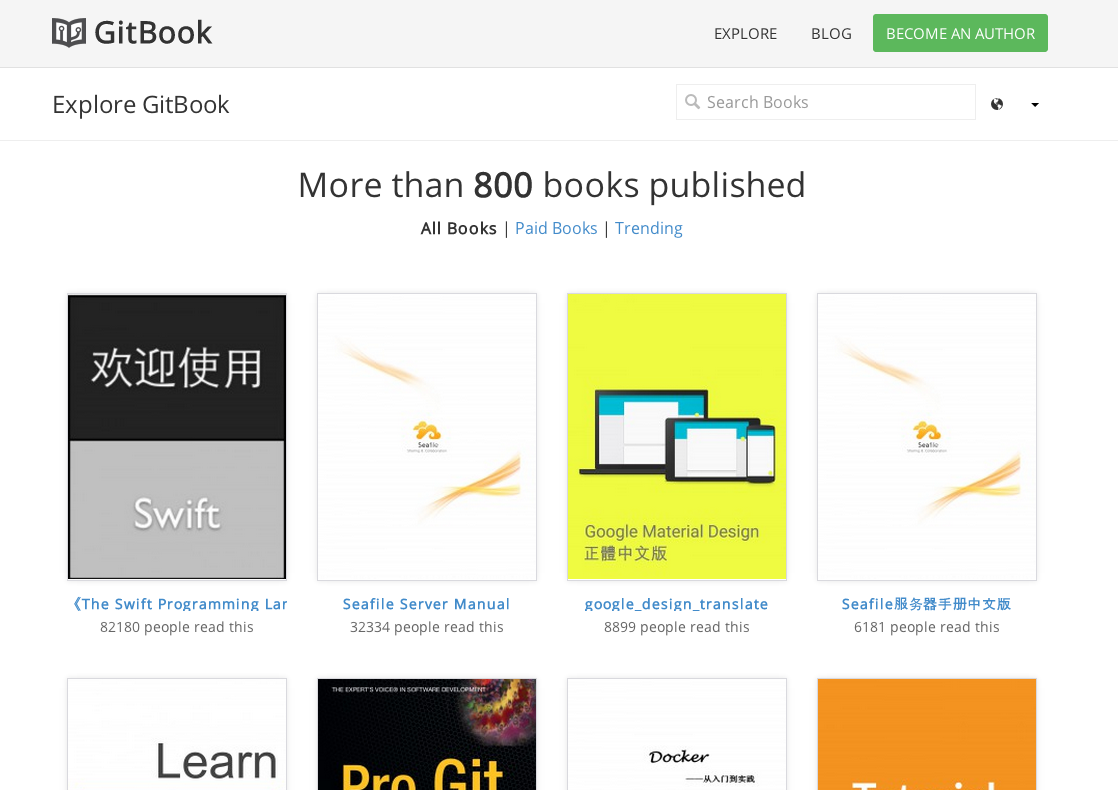 GitBook
EXPLORE
BLOG
BECOME AN AUTHOR
Explore GitBook
Search Books
More than 800 books published
All Books | Paid Books | Trending
欢迎使用
Swift
Seafile
Google Material Design
正體中文版
Seafile
《The Swift Programming Lan
Seafile Server Manual
google_design_translate
Seafile服务器手册中文版
82180 people read this
32334 people read this
8899 people read this
6181 people read this
Learn
THE EXPERT'S VOICE® IN SOFTWARE DEVELOPMENT
Pro Git
Docker
——从入门到实践